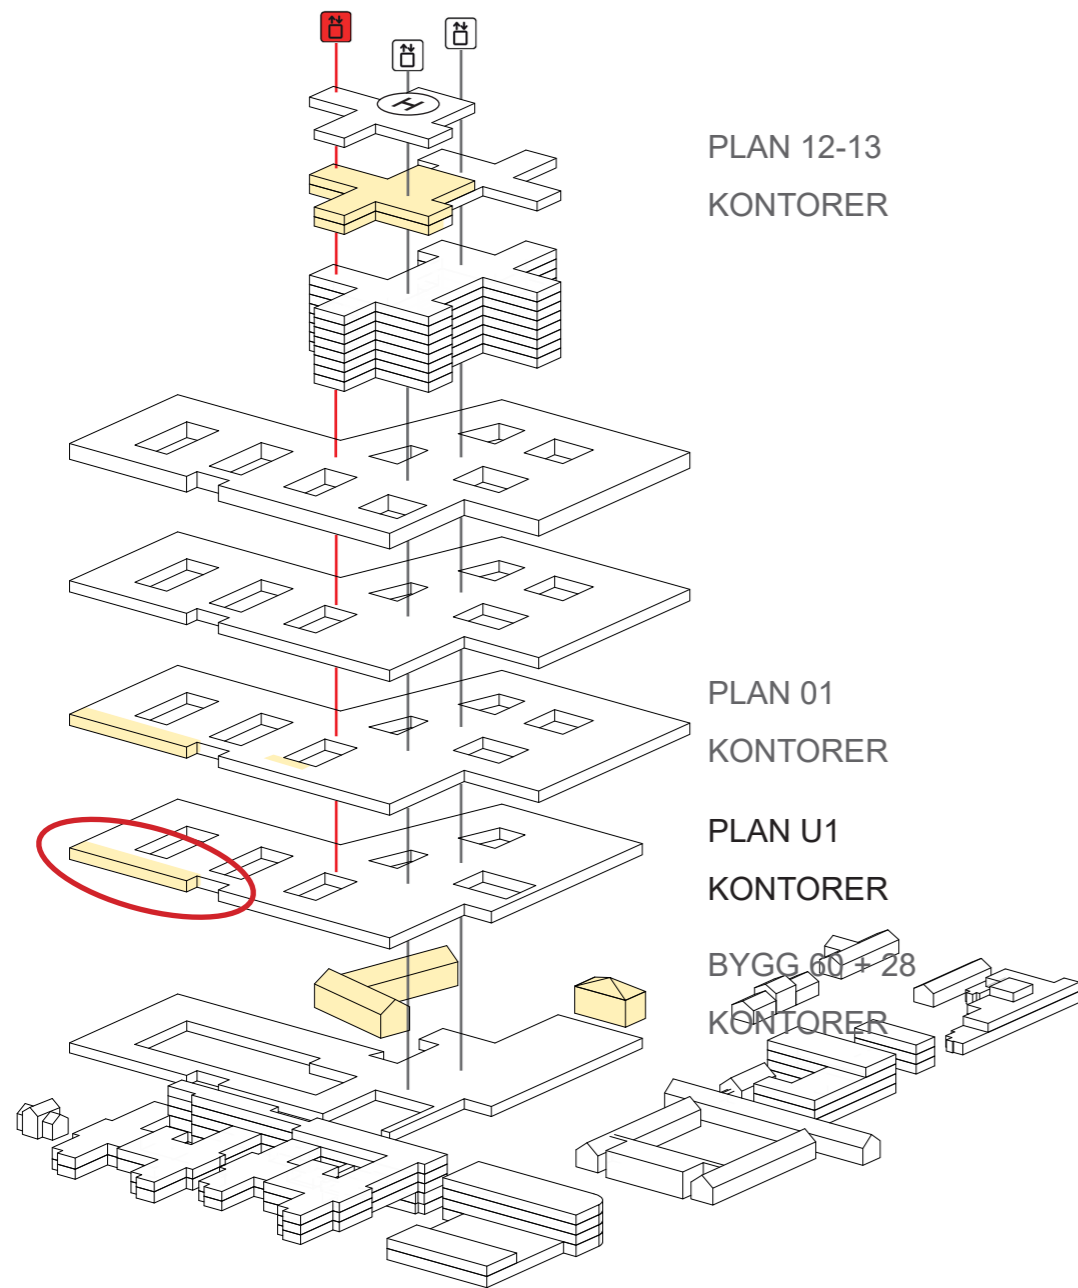 H
PLAN 12-13
KONTORER
PLAN 01
KONTORER
PLAN U1
KONTORER
BYGG 60 + 28
KONTORER